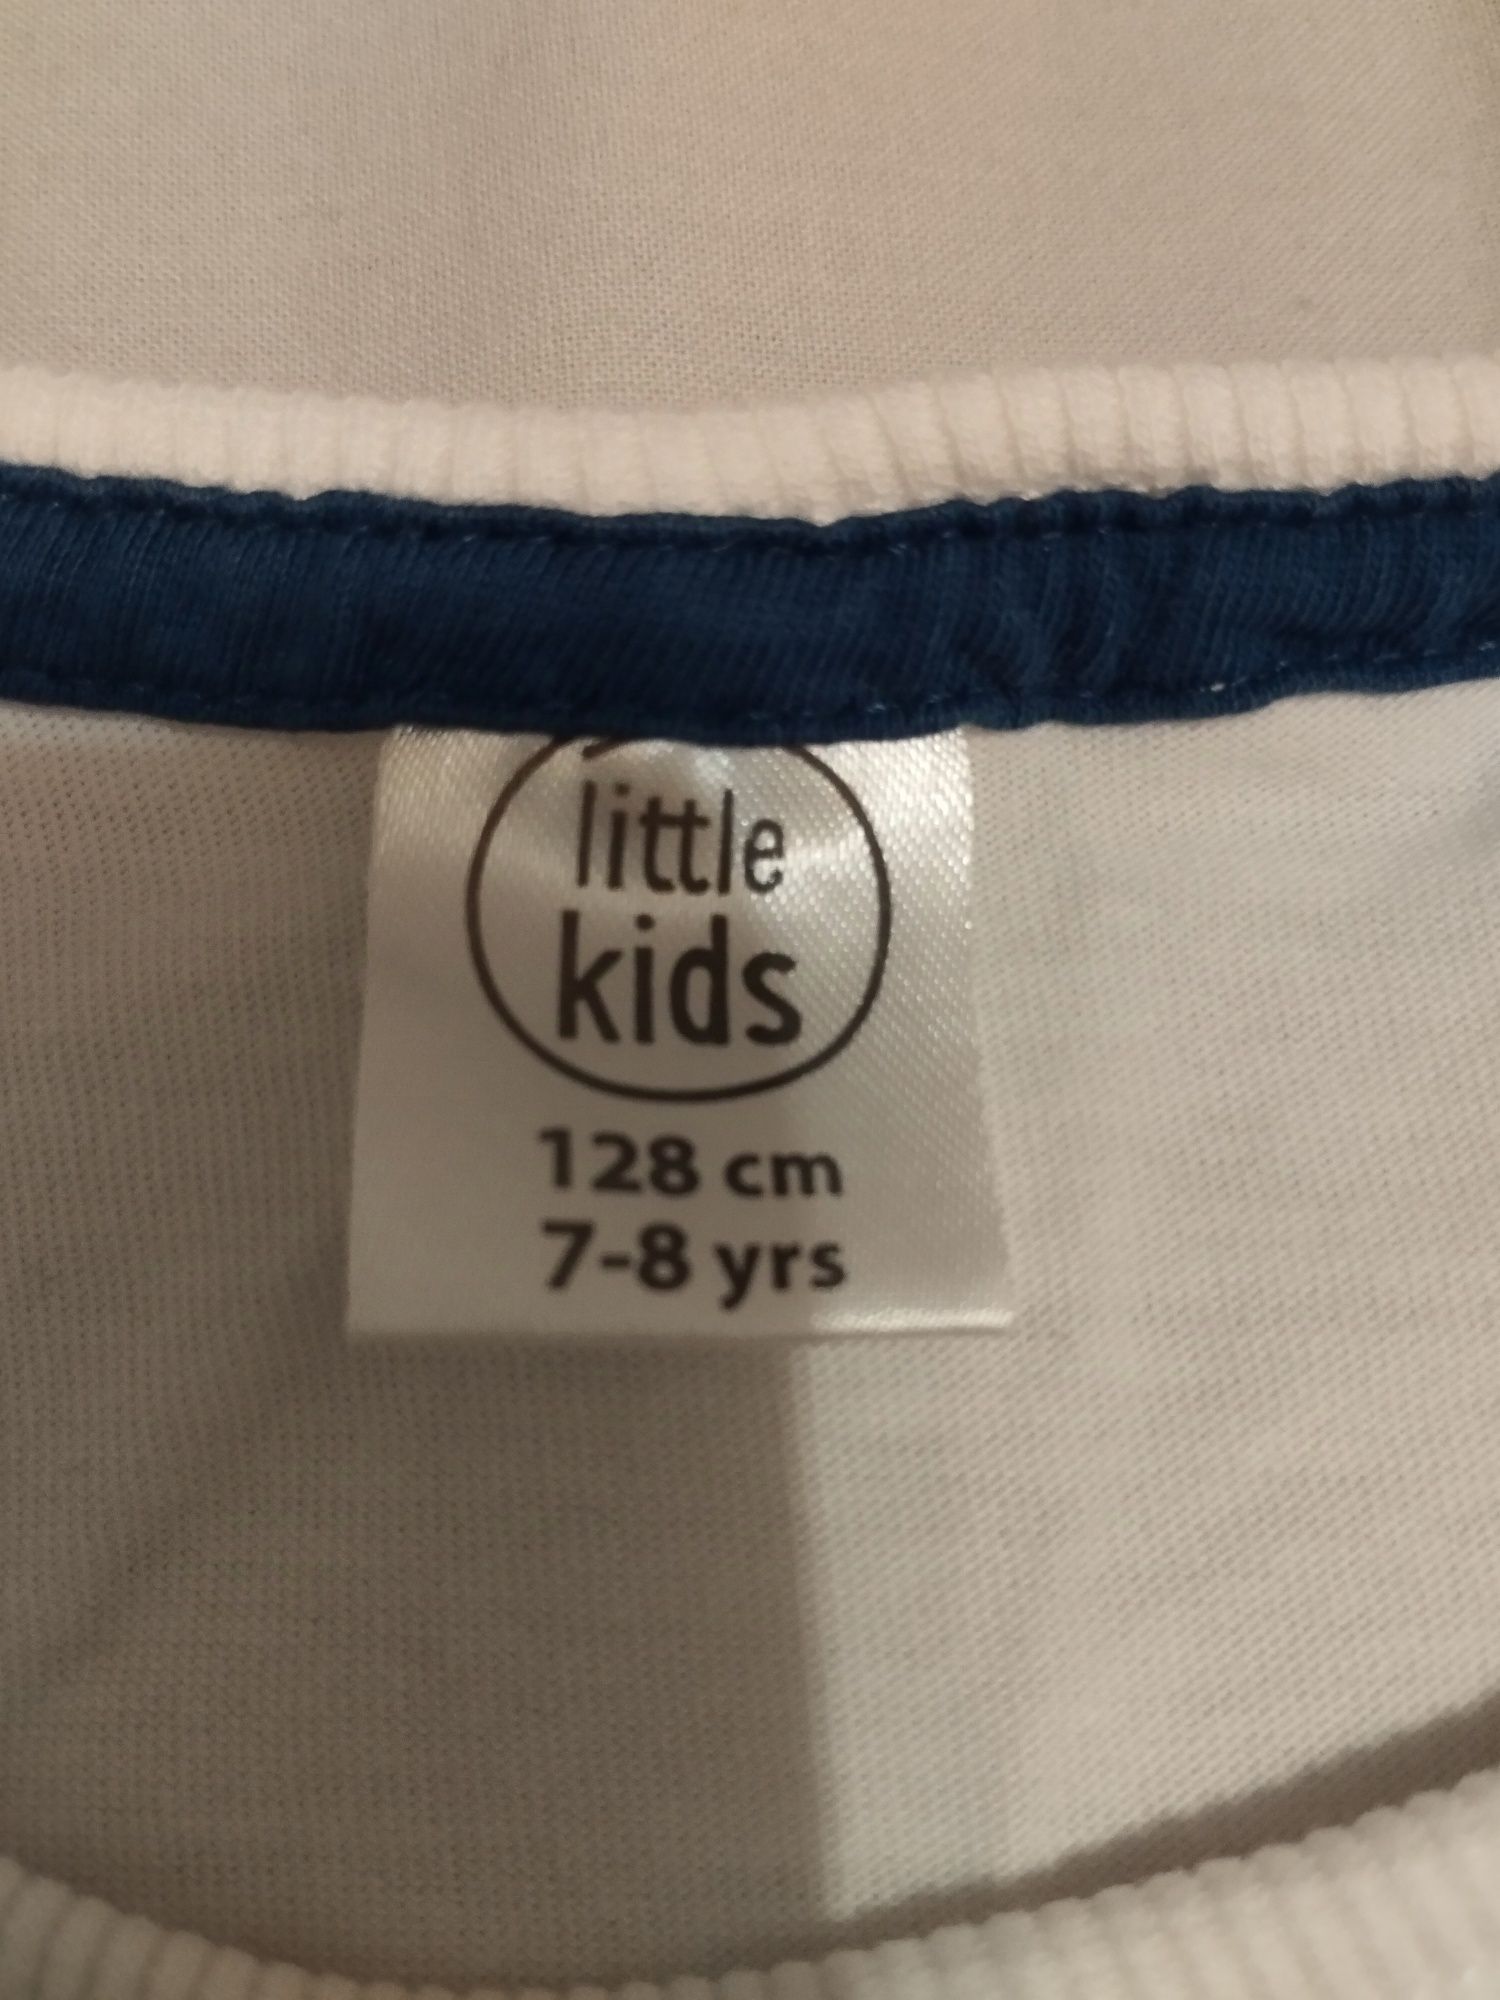 little
kids
128 cm
7-8 yrs